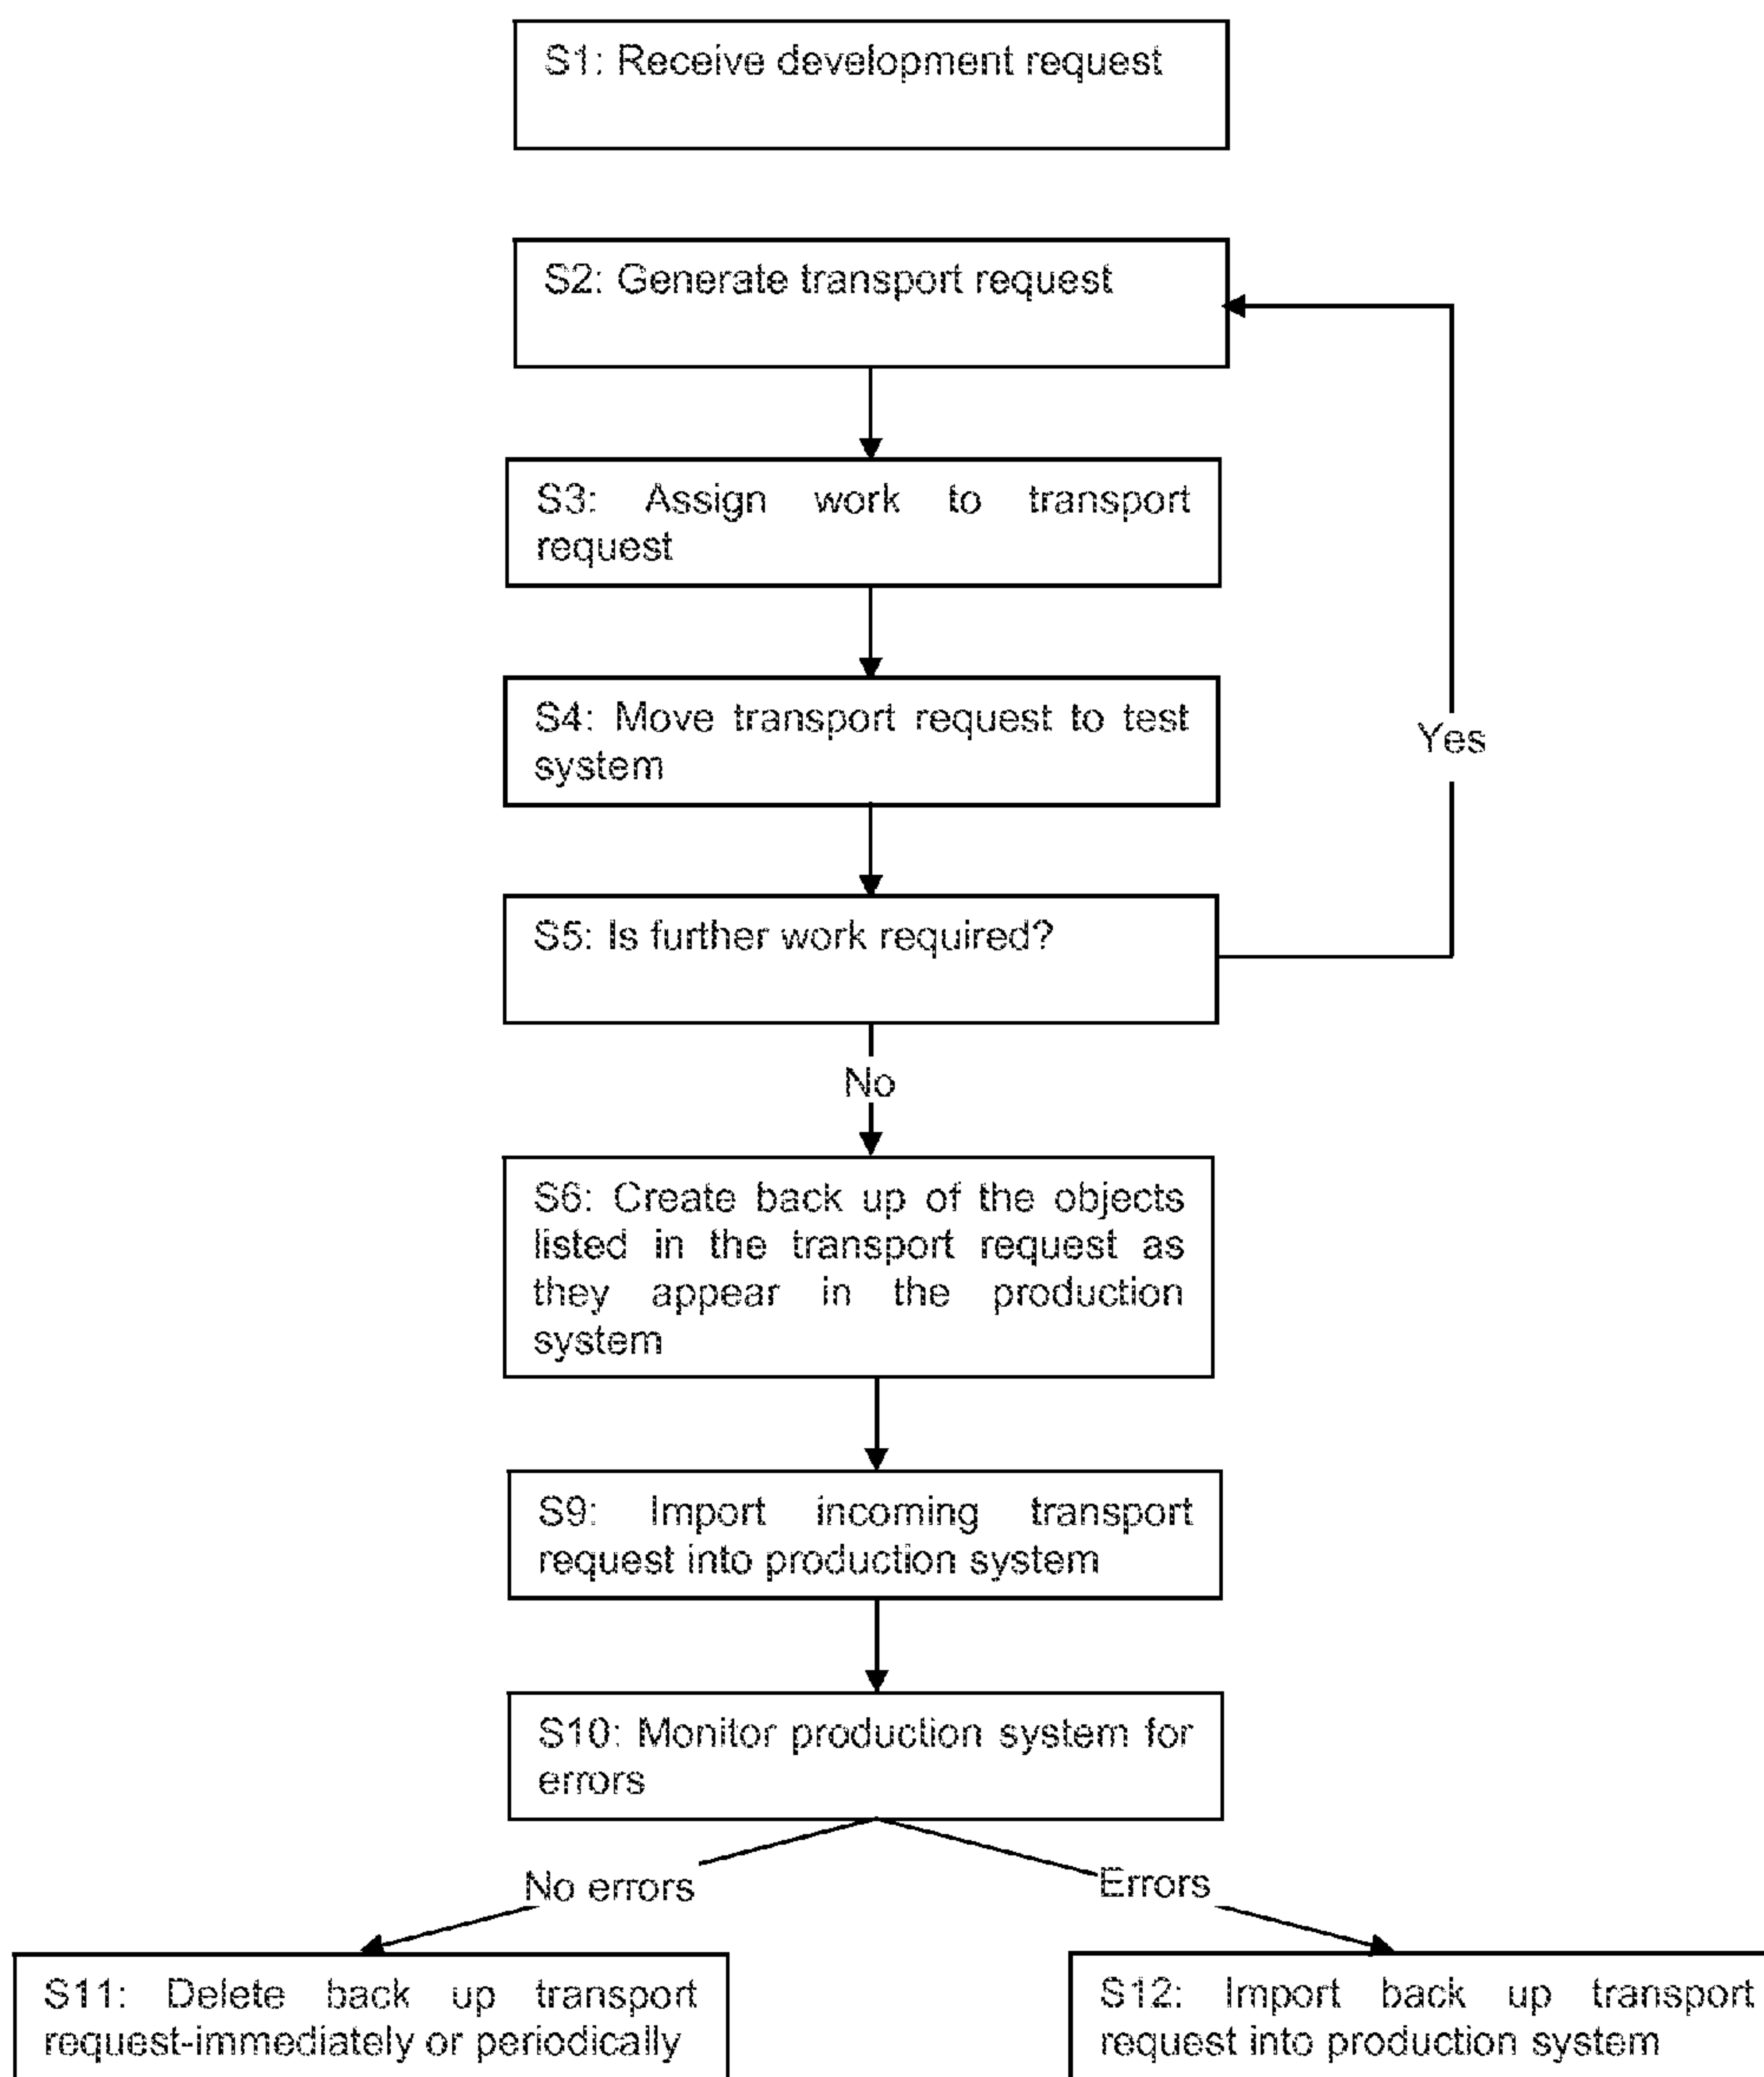 S1: Receive development request
S2: Generate transport request
S3: Assign work to transport
request
S4: Move transport request to test
system
Yes
S5: Is further work required?
No
S6: Create back up of the objects
listed in the transport request as
they appear in the production
system
S9: Import incoming transport
request into production system
S10: Monitor production system for
errors
No errors
Errors
S11: Delete back up transport
request-immediately or periodically
S12: Import back up transport
request into production system